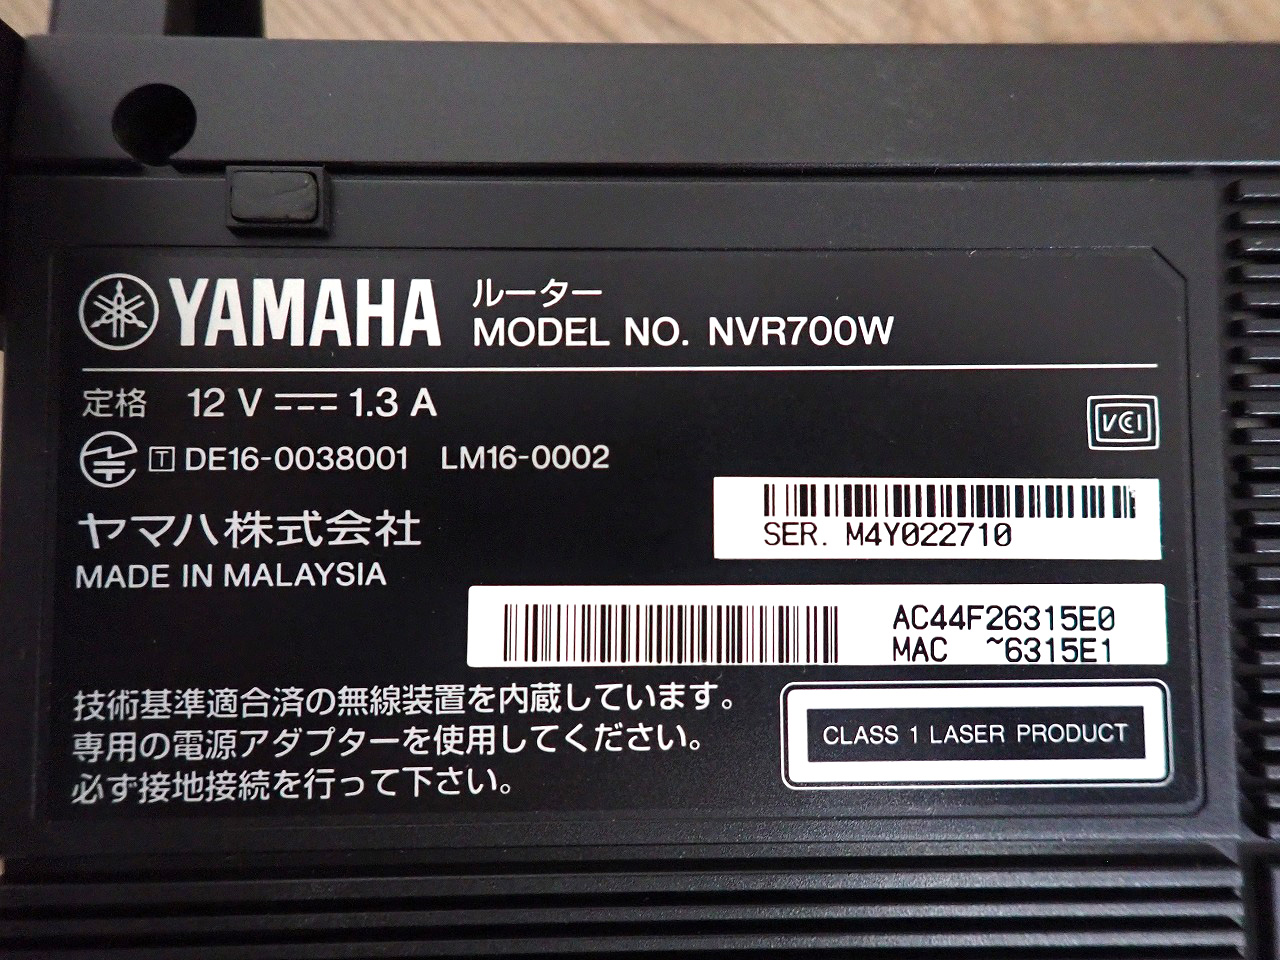 YAMAHA ルーター
MODEL NO. NVR700W
定格 12 V 1.3 A
VCI
T DE16-0038001 LM16-0002
ヤマハ株式会社
MADE IN MALAYSIA
SER. M4Y022710
AC44F26315E0
MAC ~6315E1
技術基準適合済の無線装置を内蔵しています。
専用の電源アダプターを使用してください。
必ず接地接続を行って下さい。
CLASS 1 LASER PRODUCT